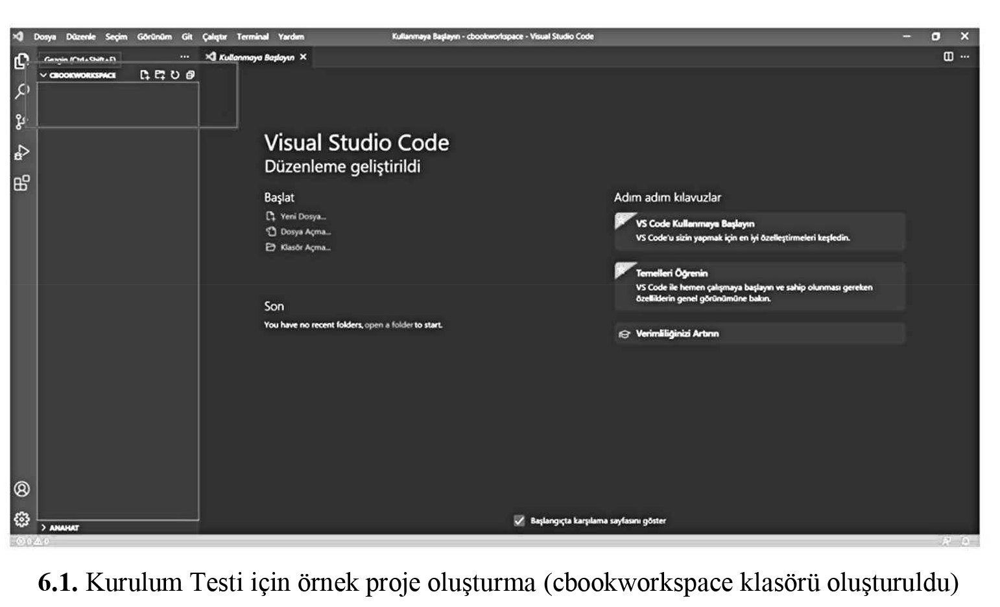 Dosya Düzenle Seçim Görünüm Git Çalıştır Terminal Yardım Kullanmaya Başlayın - cbookworkspace - Visual Studio Code
Gezgin (Ctrl+Shift+E) ··· Kullanmaya Başlayın
CBOOKWORKSPACE
Visual Studio Code
Düzenleme geliştirildi
Başlat
Yeni Dosya...
Dosya Açma...
Klasör Açma...
Son
You have no recent folders, open a folder to start.
Adım adım kılavuzlar
VS Code Kullanmaya Başlayın
VS Code'u sizin yapmak için en iyi özelleştirmeleri keşfedin.
Temelleri Öğrenin
VS Code ile hemen çalışmaya başlayın ve sahip olunması gereken
özelliklerin genel görünümüne bakın.
Verimliliğinizi Artırın
Başlangıçta karşılama sayfasını göster
ANAHAT
0 0
6.1. Kurulum Testi için örnek proje oluşturma (cbookworkspace klasörü oluşturuldu)